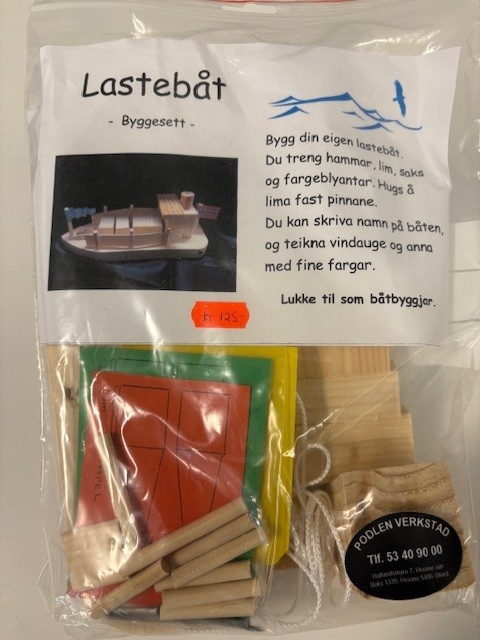 Lastebåt
- Byggesett -
Bygg din eigen lastebåt.
Du treng hammar, lim, saks
og fargeblyantar. Hugs å
lima fast pinnane.
Du kan skriva namn på båten,
og teikna vindauge og anna
med fine fargar.
Lukke til som båtbyggjar.
kr. 125,-
PODLEN VERKSTAD
Tlf. 53 40 90 00